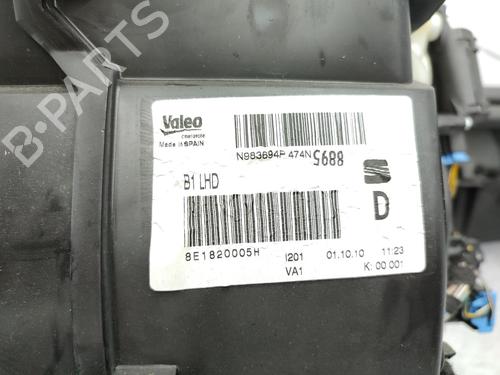 B-PARTS
Valeo
Made in SPAIN
N983694P 474N
5688
B1 LHD
D
8E1820005H
I201 01.10.10 11:23
VA1 K: 00 001